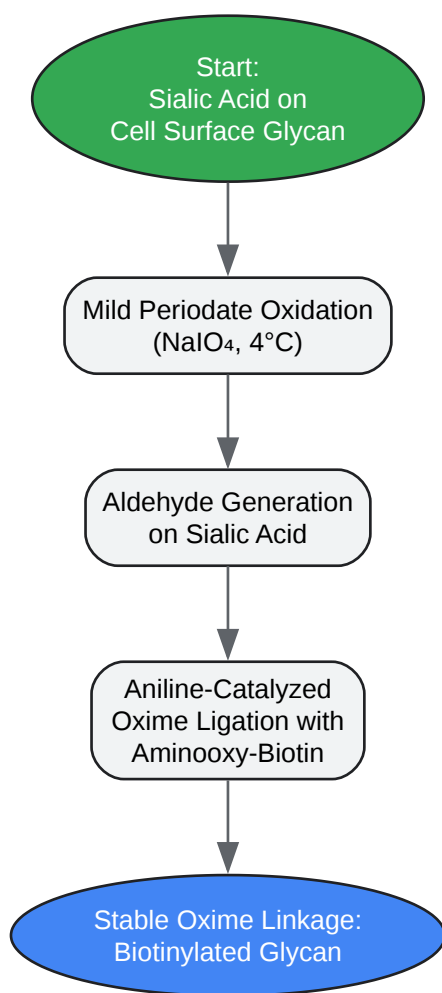 Start:
Sialic Acid on
Cell Surface Glycan
Mild Periodate Oxidation
(NaIO₄, 4°C)
Aldehyde Generation
on Sialic Acid
Aniline-Catalyzed
Oxime Ligation with
Aminooxy-Biotin
Stable Oxime Linkage:
Biotinylated Glycan